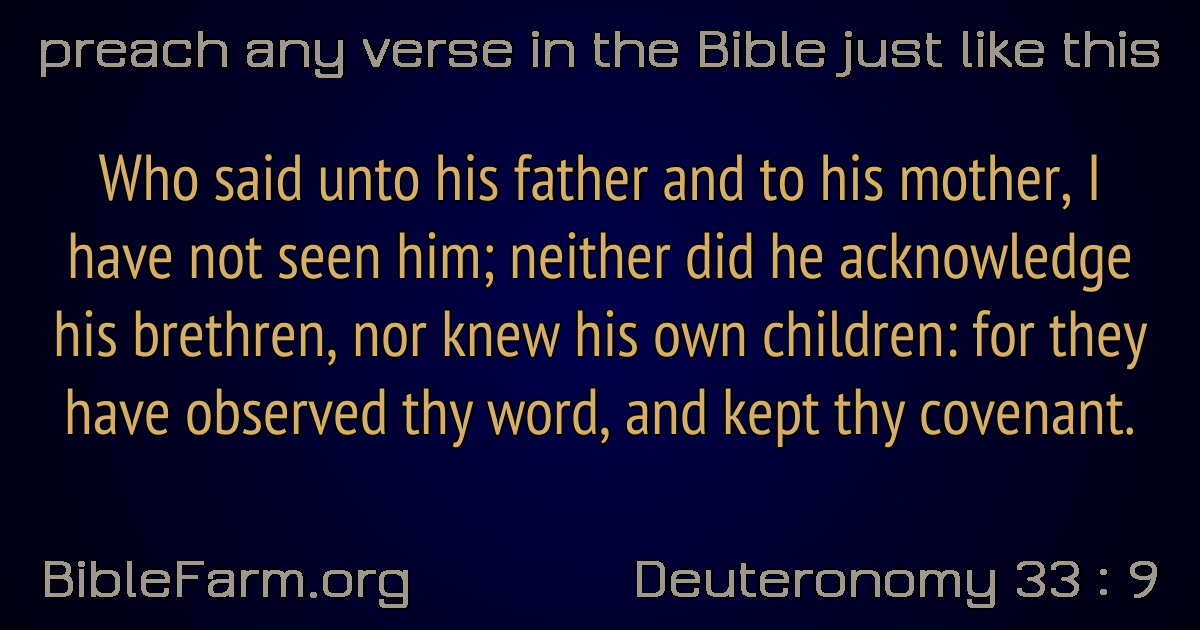 preach any verse in the Bible just like this
Who said unto his father and to his mother, I
have not seen him; neither did he acknowledge
his brethren, nor knew his own children: for they
have observed thy word, and kept thy covenant.
BibleFarm.org
Deuteronomy 33 : 9